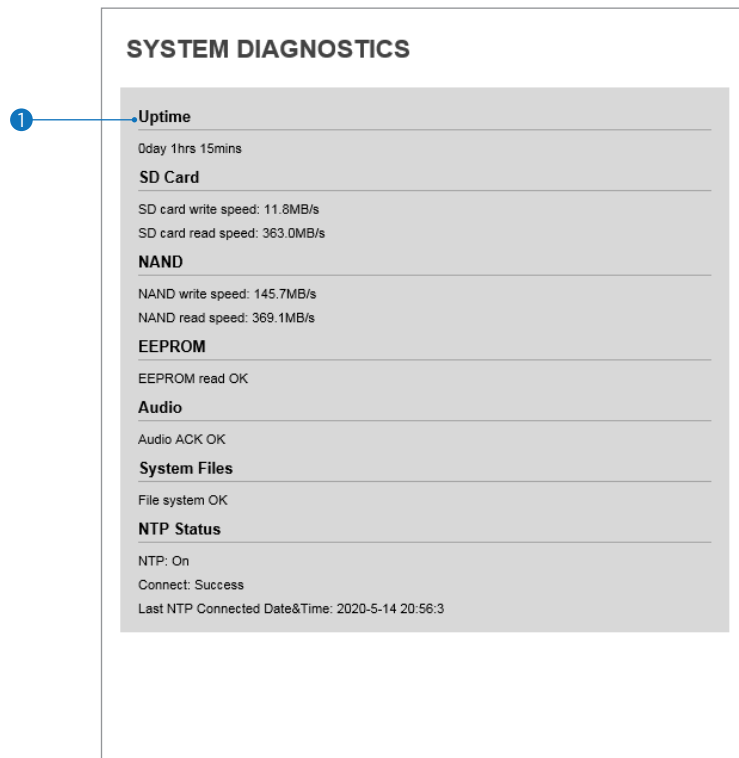 SYSTEM DIAGNOSTICS
1
Uptime
0day 1hrs 15mins
SD Card
SD card write speed: 11.8MB/s
SD card read speed: 363.0MB/s
NAND
NAND write speed: 145.7MB/s
NAND read speed: 369.1MB/s
EEPROM
EEPROM read OK
Audio
Audio ACK OK
System Files
File system OK
NTP Status
NTP: On
Connect: Success
Last NTP Connected Date&Time: 2020-5-14 20:56:3